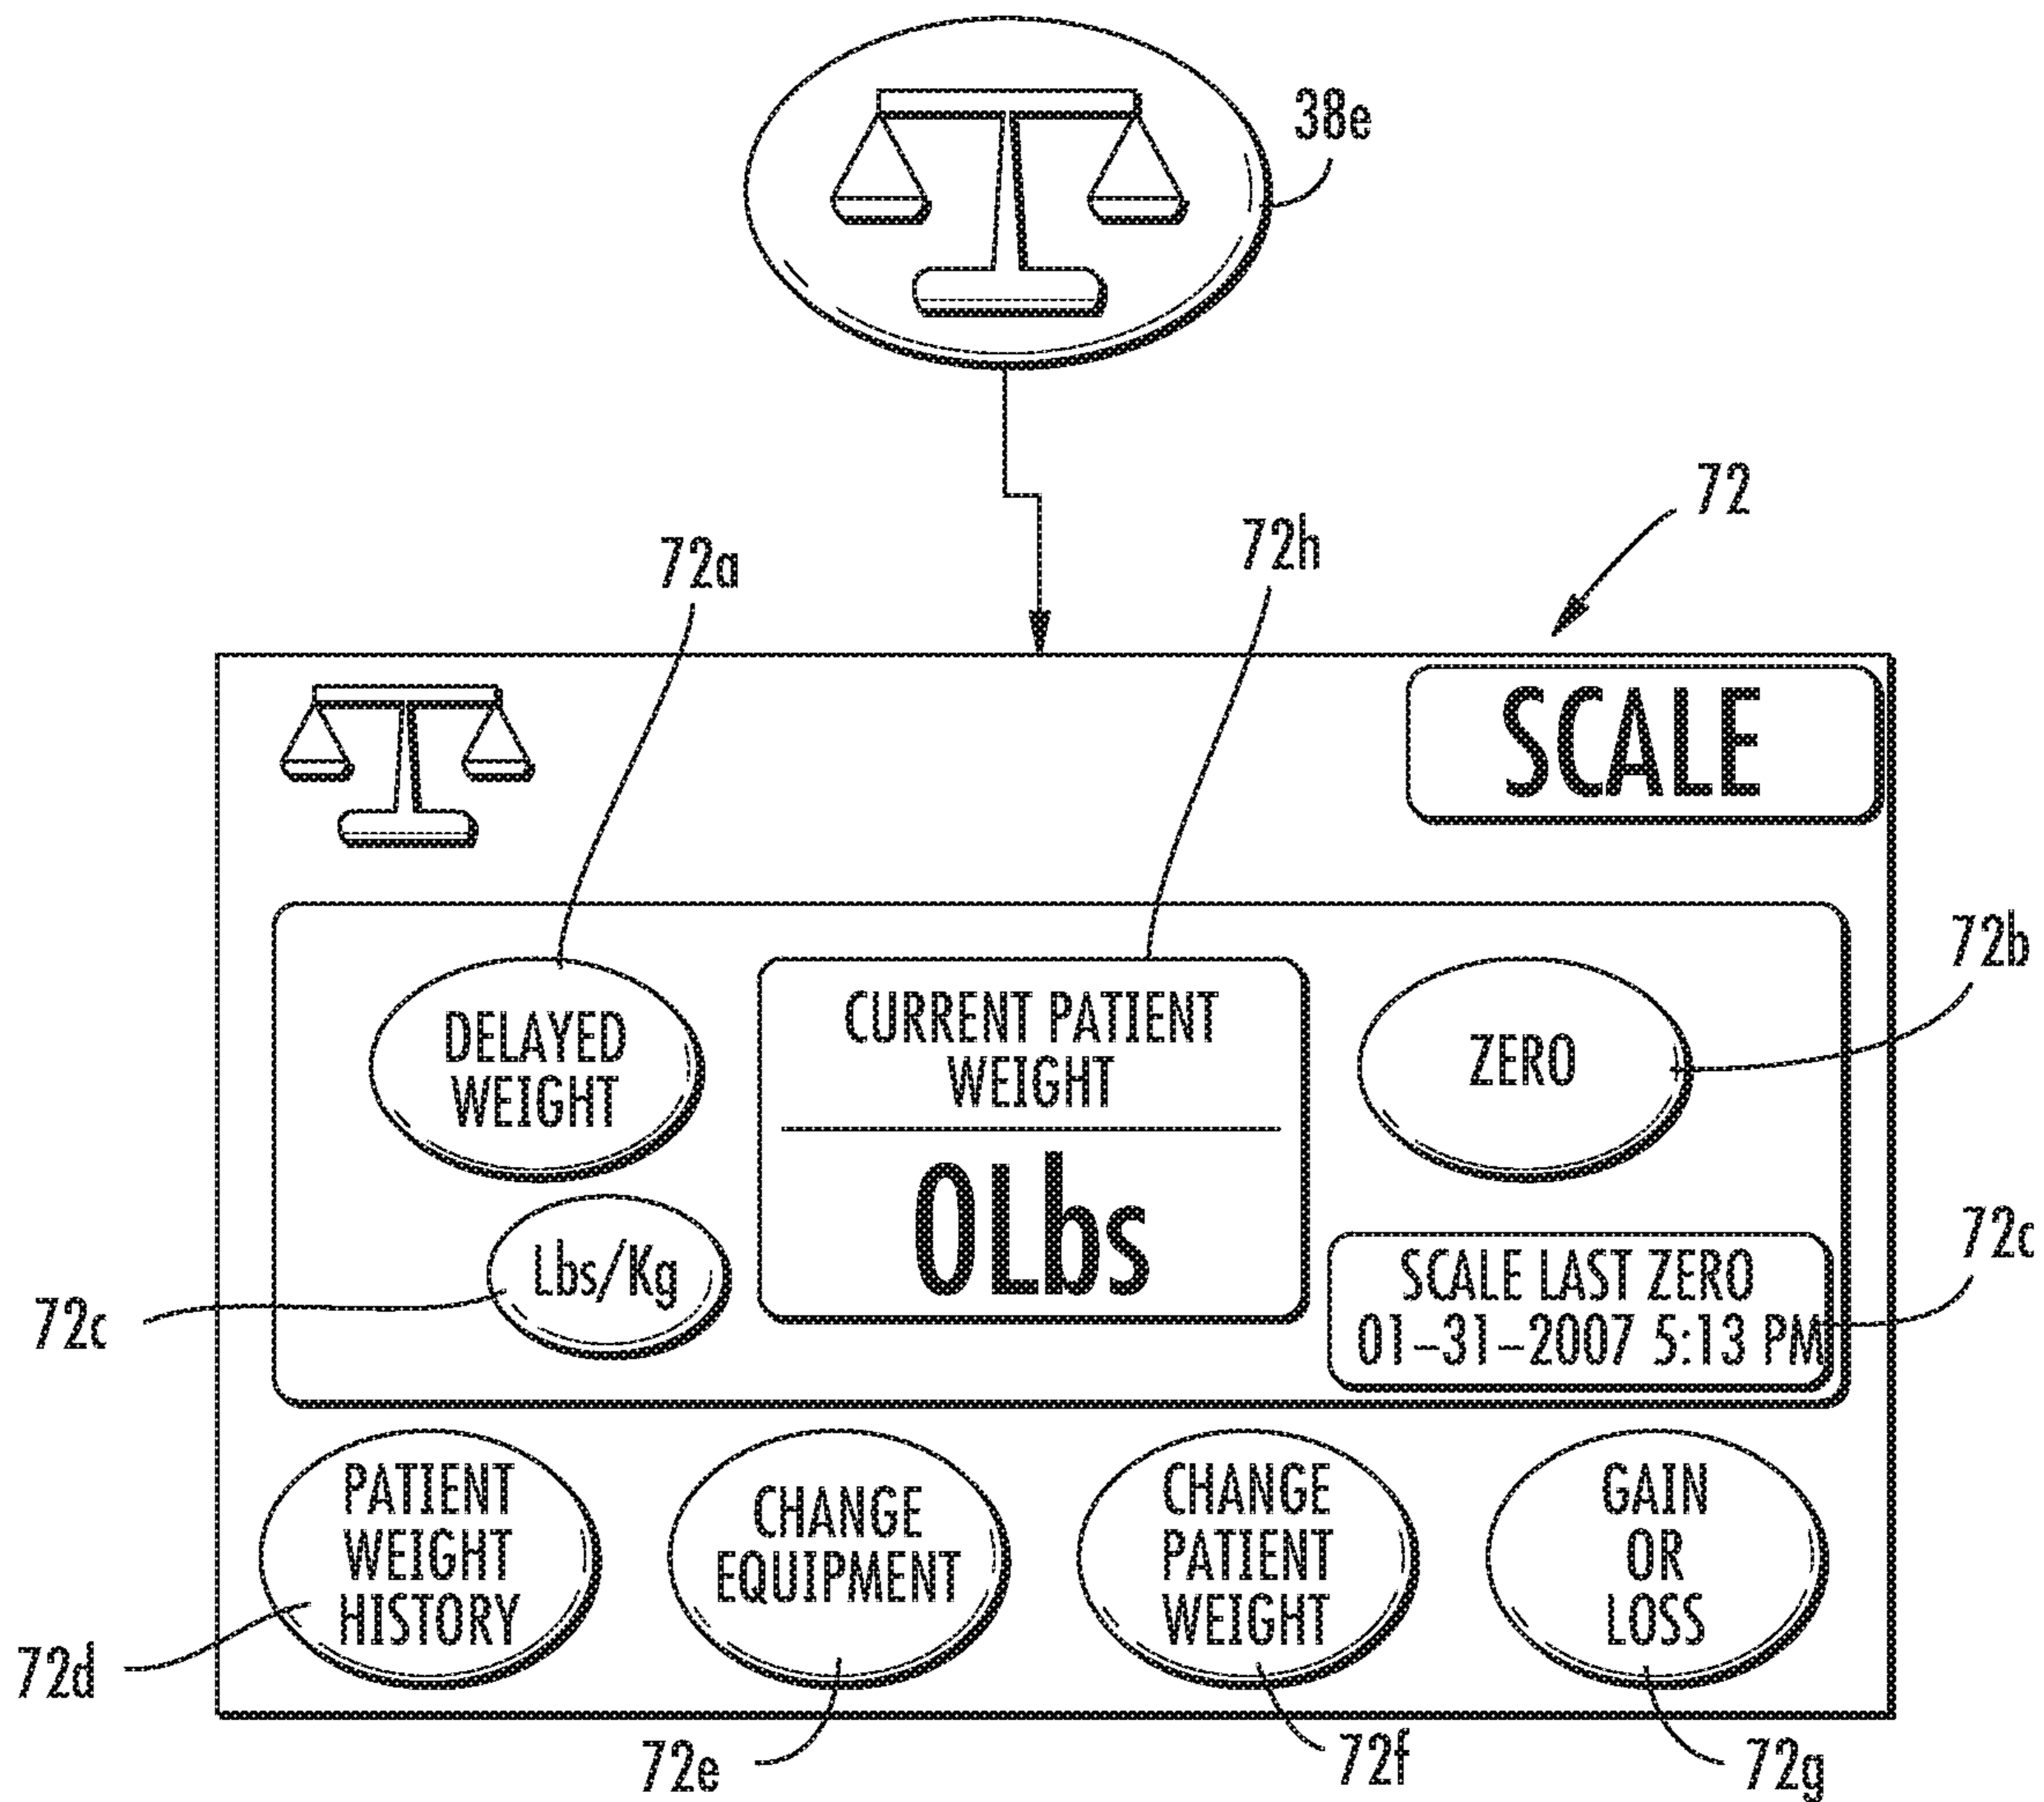 38e
72
72a
72h
SCALE
72b
DELAYED
WEIGHT
CURRENT PATIENT
WEIGHT
0Lbs
ZERO
72c
Lbs/Kg
SCALE LAST ZERO
01-31-2007 5:13 PM
72c
PATIENT
WEIGHT
HISTORY
CHANGE
EQUIPMENT
CHANGE
PATIENT
WEIGHT
GAIN
OR
LOSS
72d
72e
72f
72g